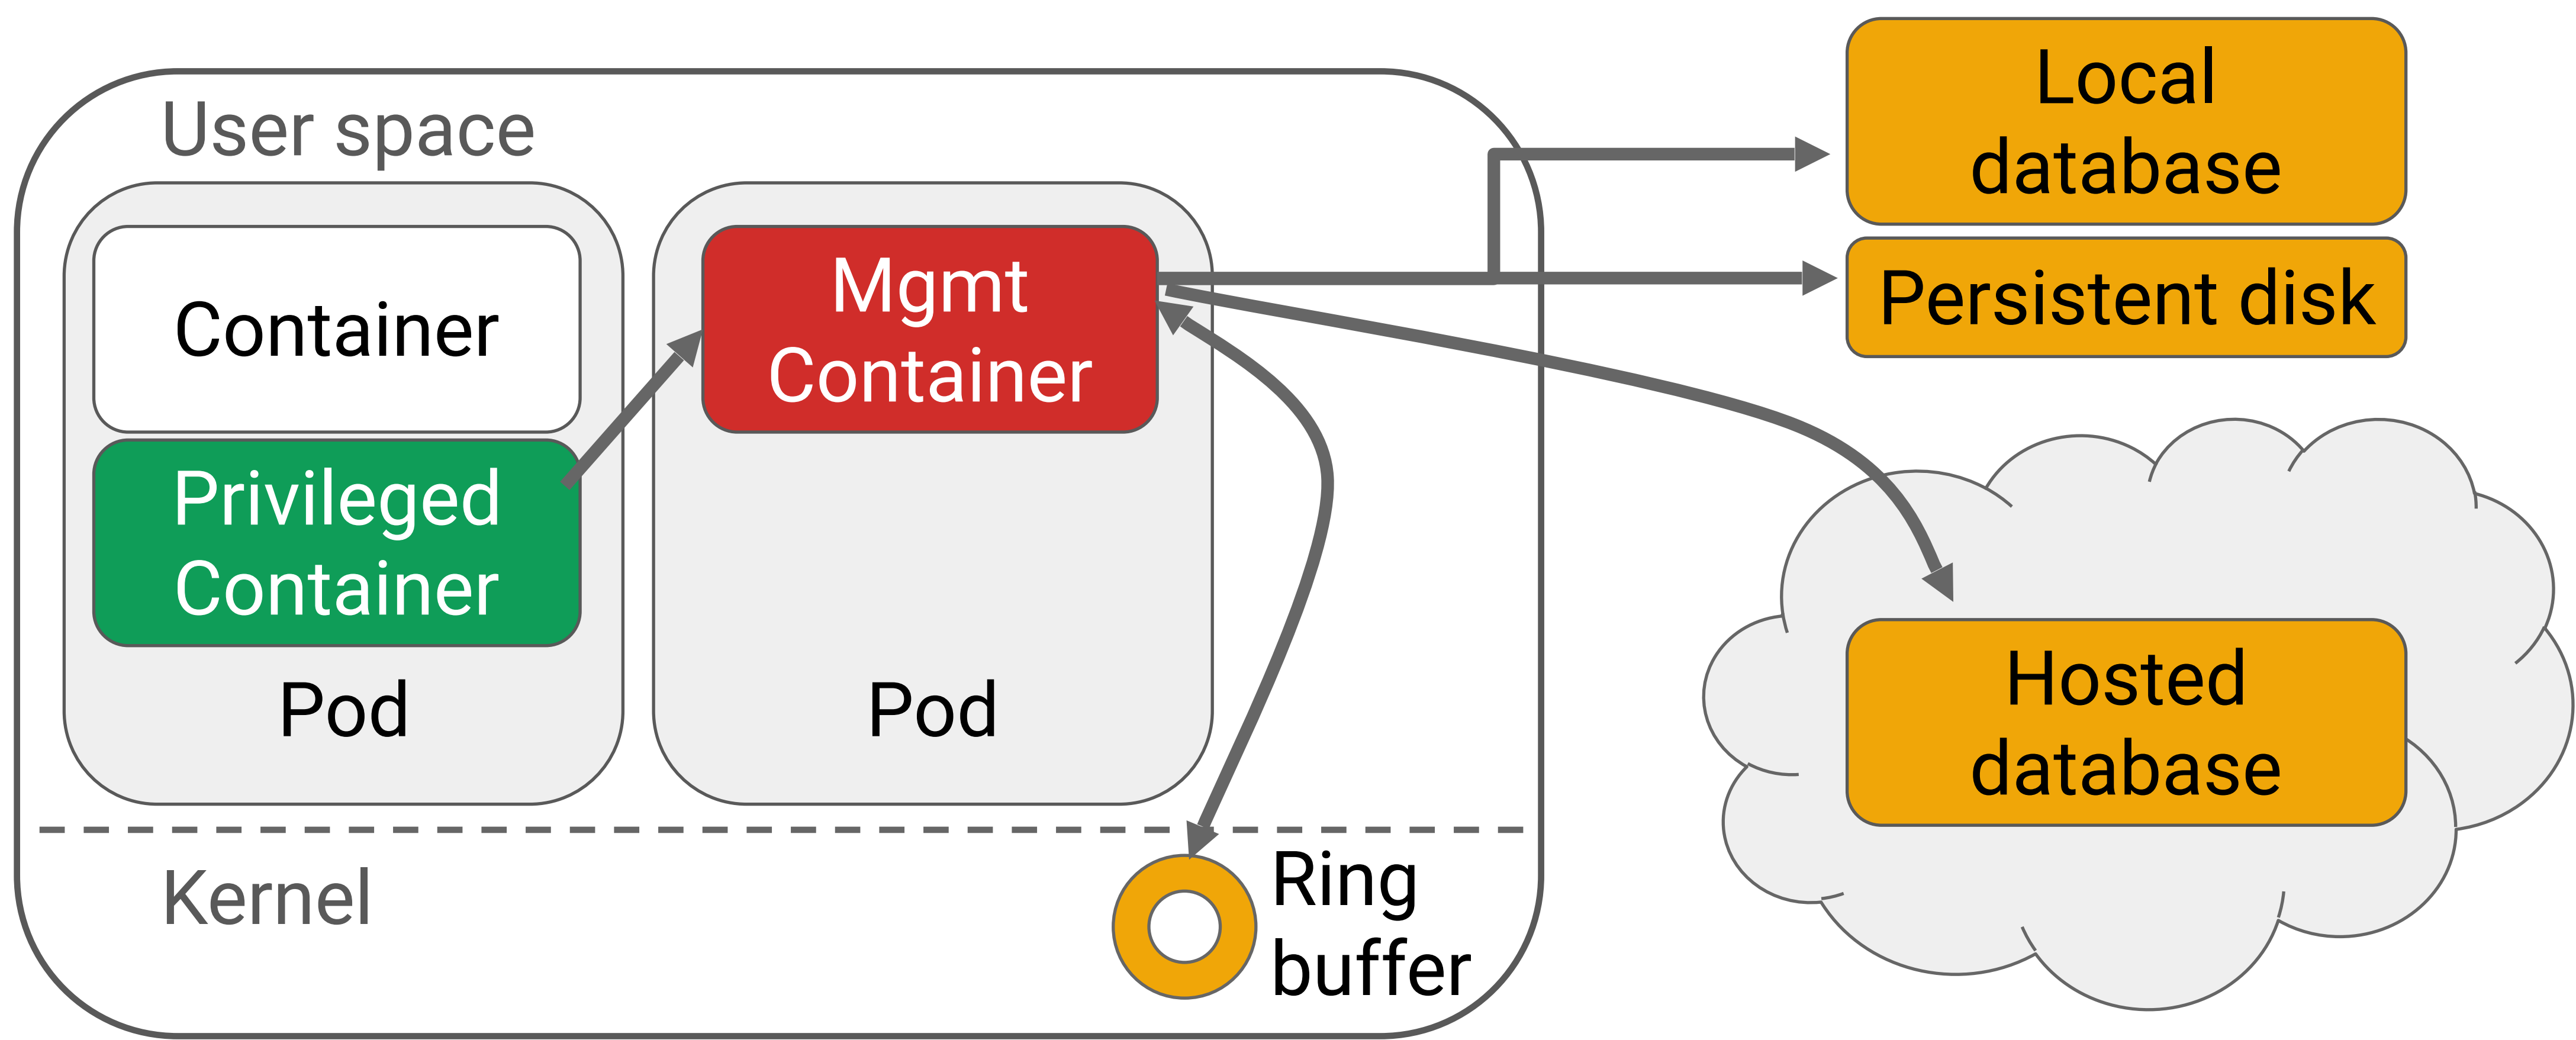 User space
Container
Privileged
Container
Pod
Mgmt
Container
Pod
Kernel
Ring
buffer
Local
database
Persistent disk
Hosted
database